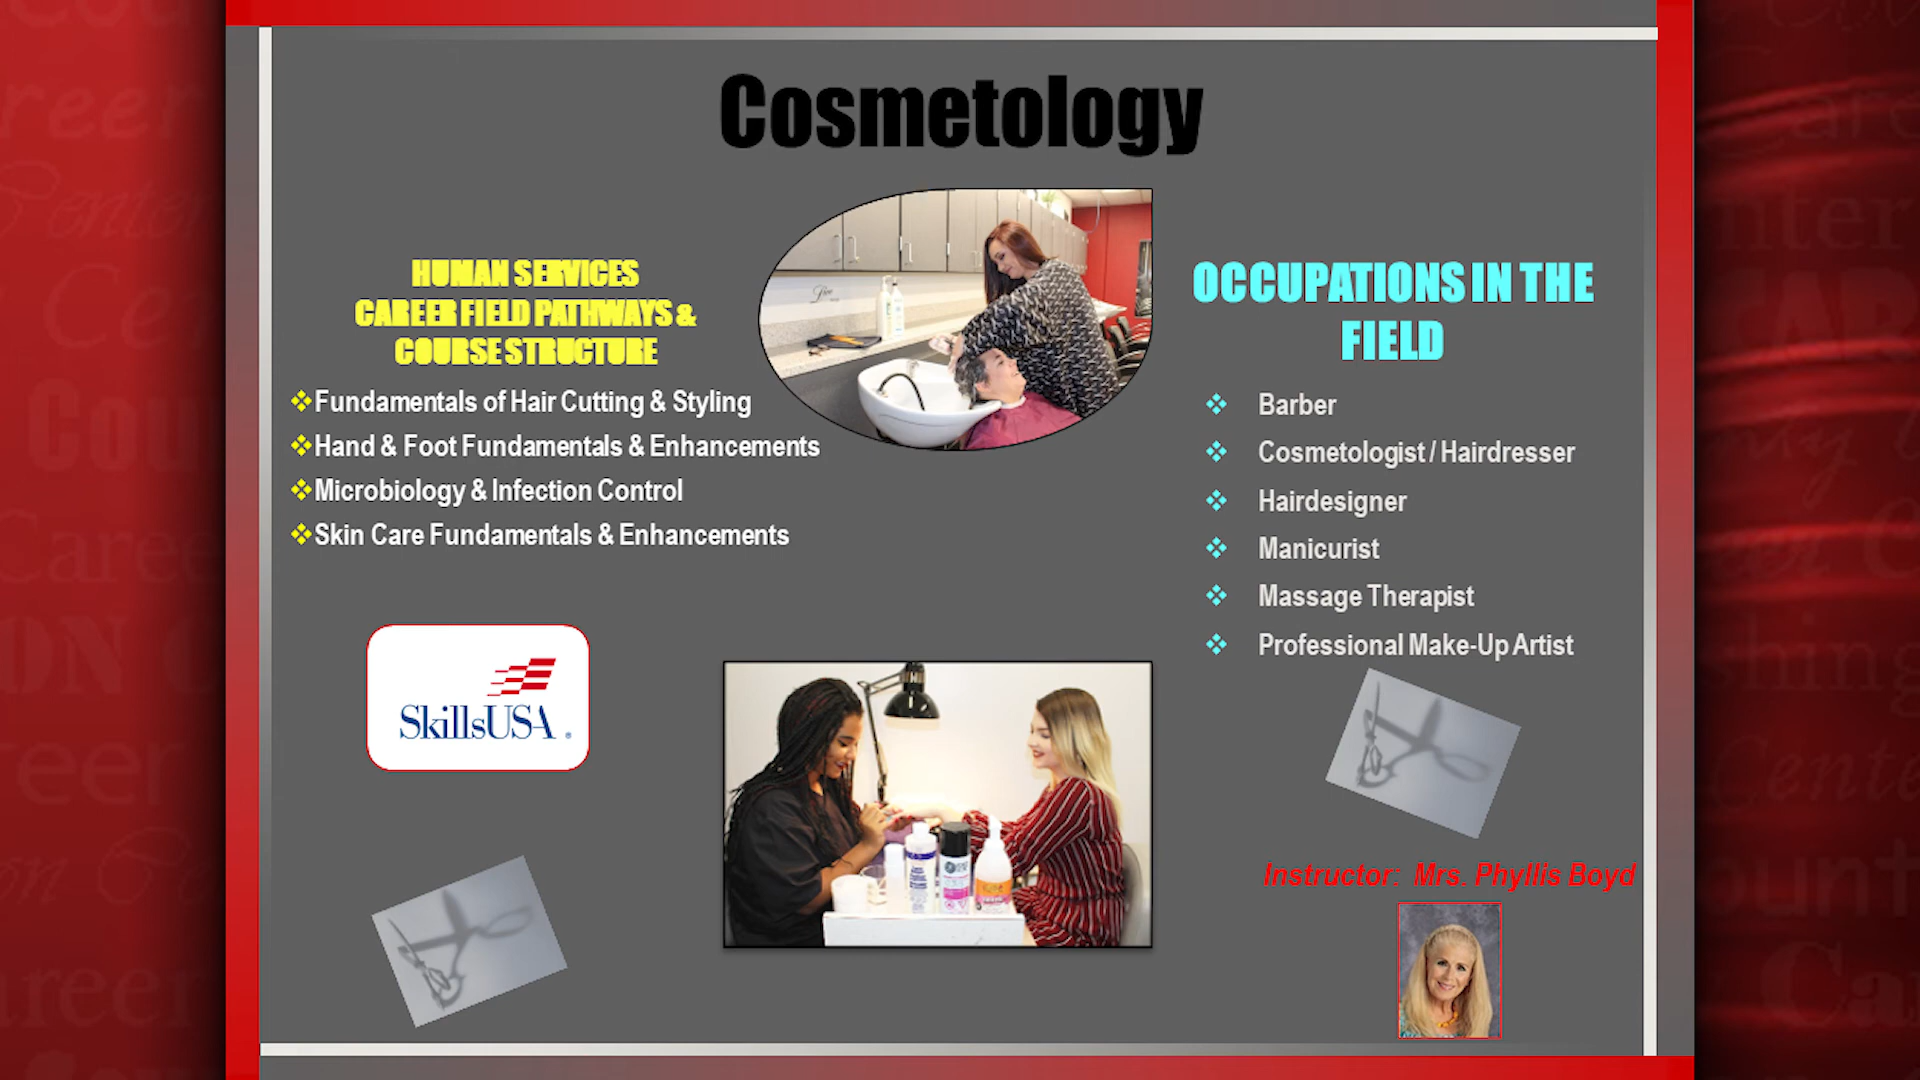 Cosmetology
HUMAN SERVICES
CAREER FIELD PATHWAYS &
COURSE STRUCTURE
Fundamentals of Hair Cutting & Styling
Hand & Foot Fundamentals & Enhancements
Microbiology & Infection Control
Skin Care Fundamentals & Enhancements
SkillsUSA®
OCCUPATIONS IN THE
FIELD
Barber
Cosmetologist / Hairdresser
Hairdesigner
Manicurist
Massage Therapist
Professional Make-Up Artist
Instructor: Mrs. Phyllis Boyd